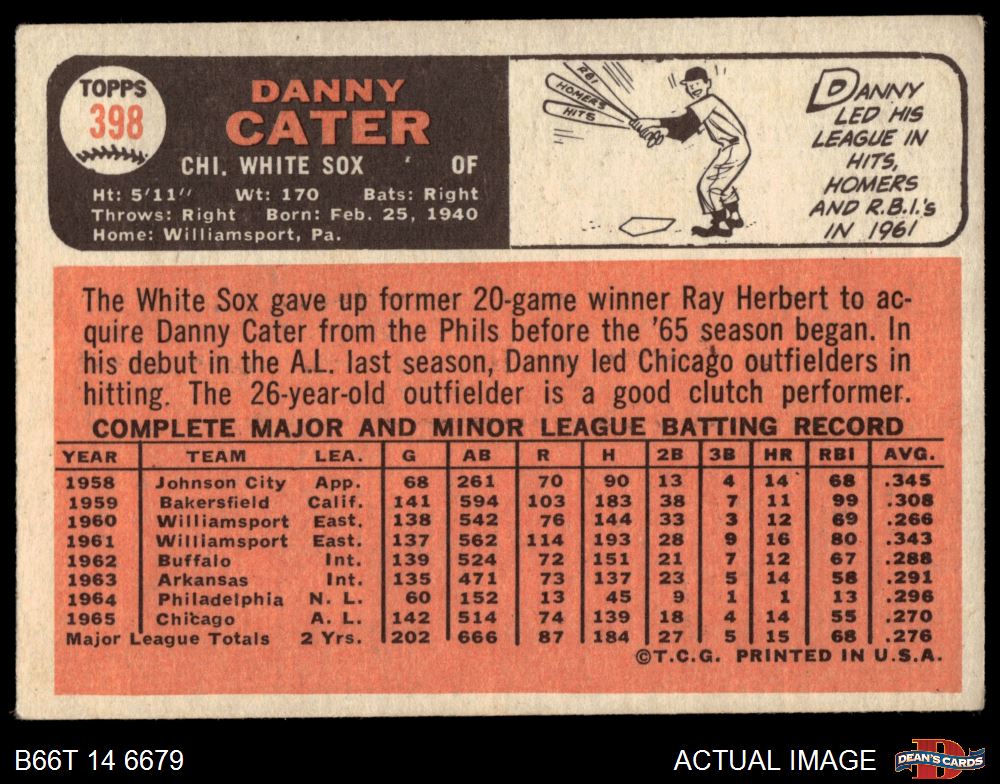 TOPPS
398
DANNY
CATER
CHI. WHITE SOX OF
Ht: 5'11" Wt: 170 Bats: Right
Throws: Right Born: Feb. 25, 1940
Home: Williamsport, Pa.
RBI
HOMERS
HITS
DANNY
LED HIS
LEAGUE IN
HITS,
HOMERS
AND R.B.I.'s
IN 1961
The White Sox gave up former 20-game winner Ray Herbert to ac-
quire Danny Cater from the Phils before the '65 season began. In
his debut in the A.L. last season, Danny led Chicago outfielders in
hitting. The 26-year-old outfielder is a good clutch performer.
COMPLETE MAJOR AND MINOR LEAGUE BATTING RECORD
YEAR TEAM LEA. G AB R H 2B 3B HR RBI AVG.
1958 Johnson City App. 68 261 70 90 13 4 14 68 .345
1959 Bakersfield Calif. 141 594 103 183 38 7 11 99 .308
1960 Williamsport East. 138 542 76 144 33 3 12 69 .266
1961 Williamsport East. 137 562 114 193 28 9 16 80 .343
1962 Buffalo Int. 139 524 72 151 21 7 12 67 .288
1963 Arkansas Int. 135 471 73 137 23 5 14 58 .291
1964 Philadelphia N. L. 60 152 13 45 9 1 1 13 .296
1965 Chicago A. L. 142 514 74 139 18 4 14 55 .270
Major League Totals 2 Yrs. 202 666 87 184 27 5 15 68 .276
©T.C.G. PRINTED IN U.S.A.
B66T 14 6679
ACTUAL IMAGE
DEAN'S CARDS